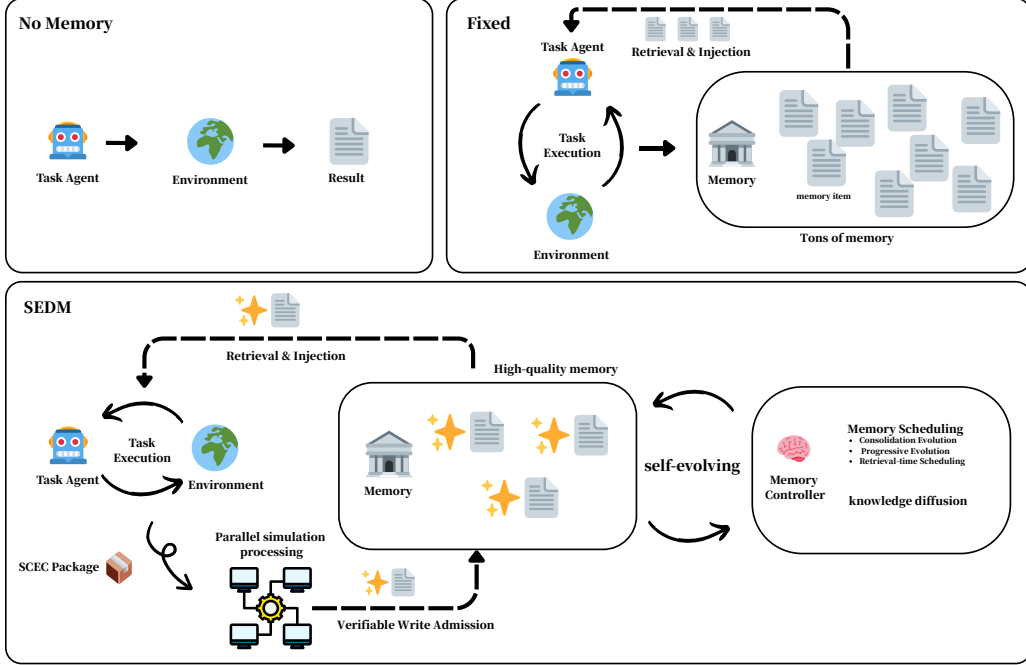 No Memory
Task Agent
Environment
Result
Fixed
Task Agent
Retrieval & Injection
Task
Execution
Environment
Memory
memory item
Tons of memory
SEDM
Retrieval & Injection
High-quality memory
Task
Execution
Task Agent
Environment
Memory
self-evolving
Memory
Controller
Memory Scheduling
• Consolidation Evolution
• Progressive Evolution
• Retrieval-time Scheduling
knowledge diffusion
SCEC Package
Parallel simulation
processing
Verifiable Write Admission